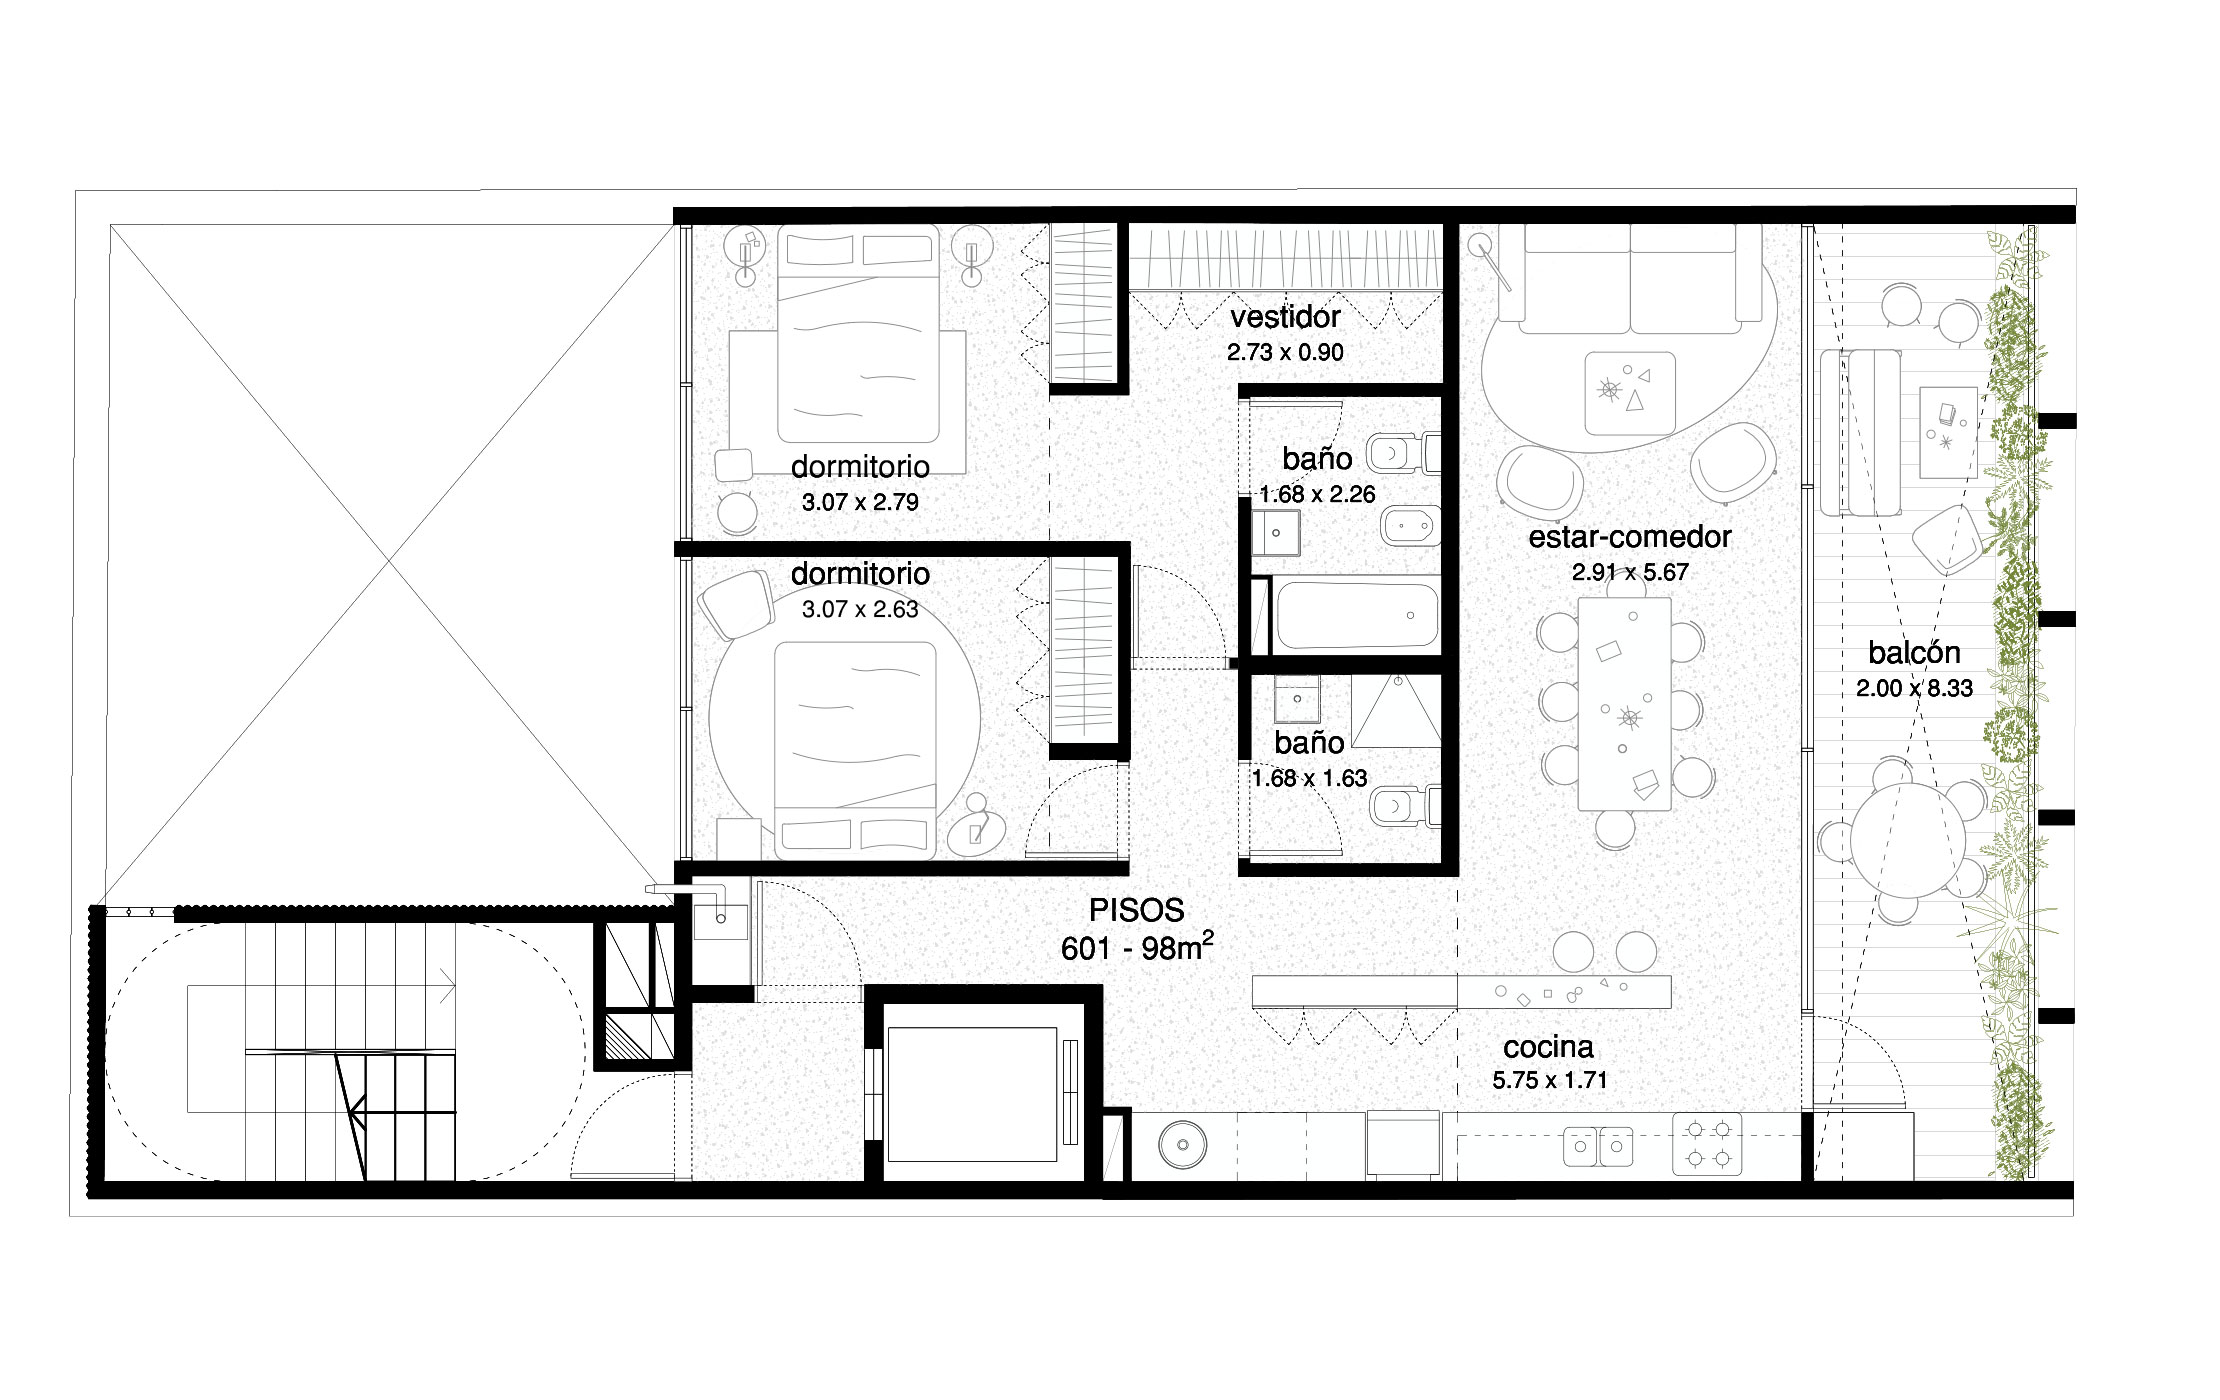 vestidor
2.73 x 0.90
dormitorio
3.07 x 2.79
baño
1.68 x 2.26
estar-comedor
2.91 x 5.67
dormitorio
3.07 x 2.63
balcón
2.00 x 8.33
baño
1.68 x 1.63
PISOS
601 - 98m²
cocina
5.75 x 1.71